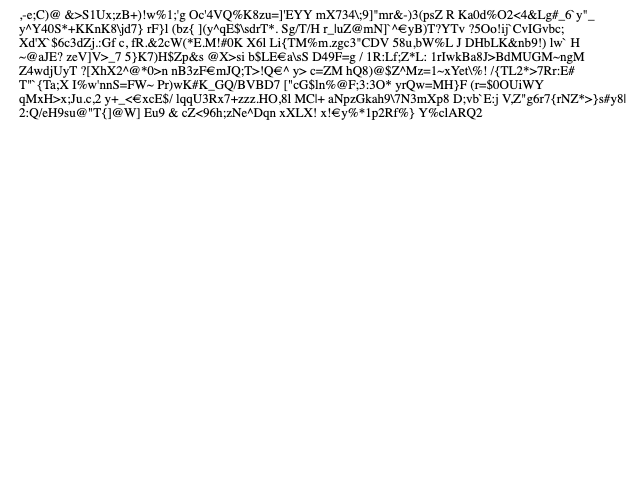 ,-e;C)@ &>S1Ux;zB+)!w%1;'g Oc'4VQ%K8zu=]'EYY mX734\;9]"mr&-)3(psZ R Ka0d%O2<4&Lg#_6`y"_
y^Y40S*+KKnK8\jd7} rF}I (bz{ ](y^qE$\sdrT*. Sg/T/H r_luZ@mN]`^€yB)T?YTv ?5Oo!ij`CvIGvbc;
Xd'X`$6c3dZj.:Gf c, fR.&2cW(*E.M!#0K X6l Li{TM%m.zgc3"CDV 58u,bW%L J DHbLK&nb9!) lw` H
~@aJE? zeV]V>_7 5}K7)H$Zp&s @X>si b$LE€a\sS D49F=g / 1R:Lf;Z*L: 1rIwkBa8J>BdMUGM~ngM
Z4wdjUyT ?[XhX2^@*0>n nB3zF€mJQ;T>!Q€^ y> c=ZM hQ8)@$Z^Mz=1~xYet\%! /{TL2*>7Rr:E#
T"`{Ta;X I%w'nnS=FW~ Pr)wK#K_GQ/BVBD7 ["cG$ln%@F;3:3O* yrQw=MH}F (r=$0OUiWY
qMxH>x;Ju.c,2 y+_<€xcE$/ lqqU3Rx7+zzz.HO,8l MC|+ aNpzGkah9\7N3mXp8 D;vb`E:j V,Z"g6r7{rNZ*>}s#y8|
2:Q/eH9su@"T{]@W] Eu9 & cZ<96h;zNe^Dqn xXLX! x!€y%*1p2Rf%} Y%clARQ2